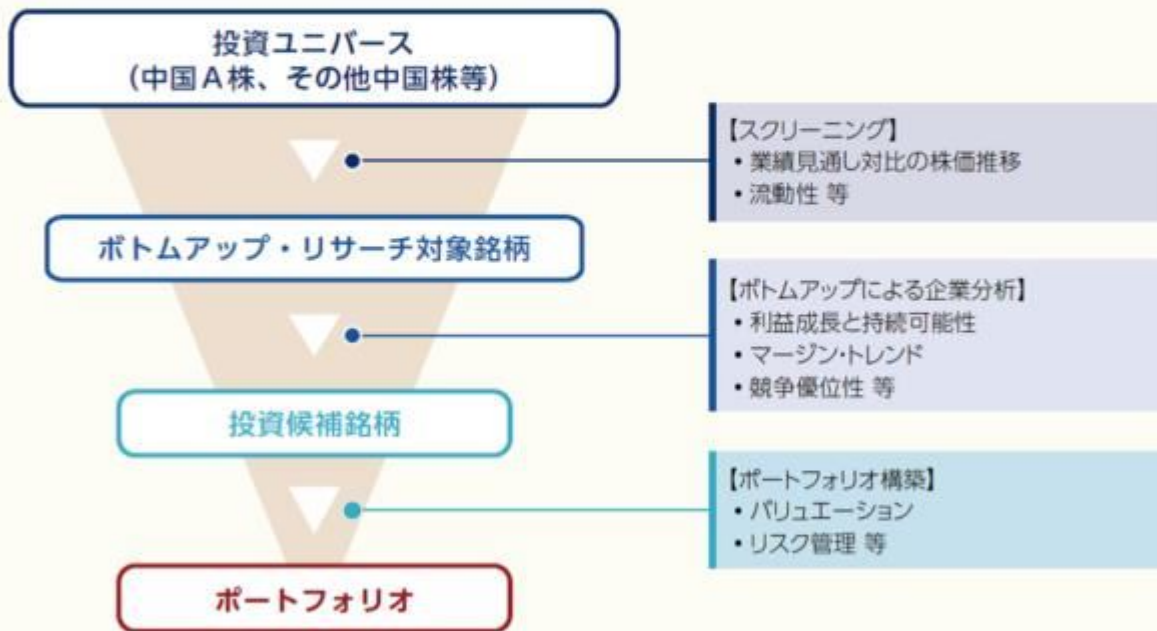 投資ユニバース
（中国A株、その他中国株等）
【スクリーニング】
• 業績見通し対比の株価推移
• 流動性 等
ボトムアップ・リサーチ対象銘柄
【ボトムアップによる企業分析】
• 利益成長と持続可能性
• マージン・トレンド
• 競争優位性 等
投資候補銘柄
【ポートフォリオ構築】
• バリュエーション
• リスク管理 等
ポートフォリオ